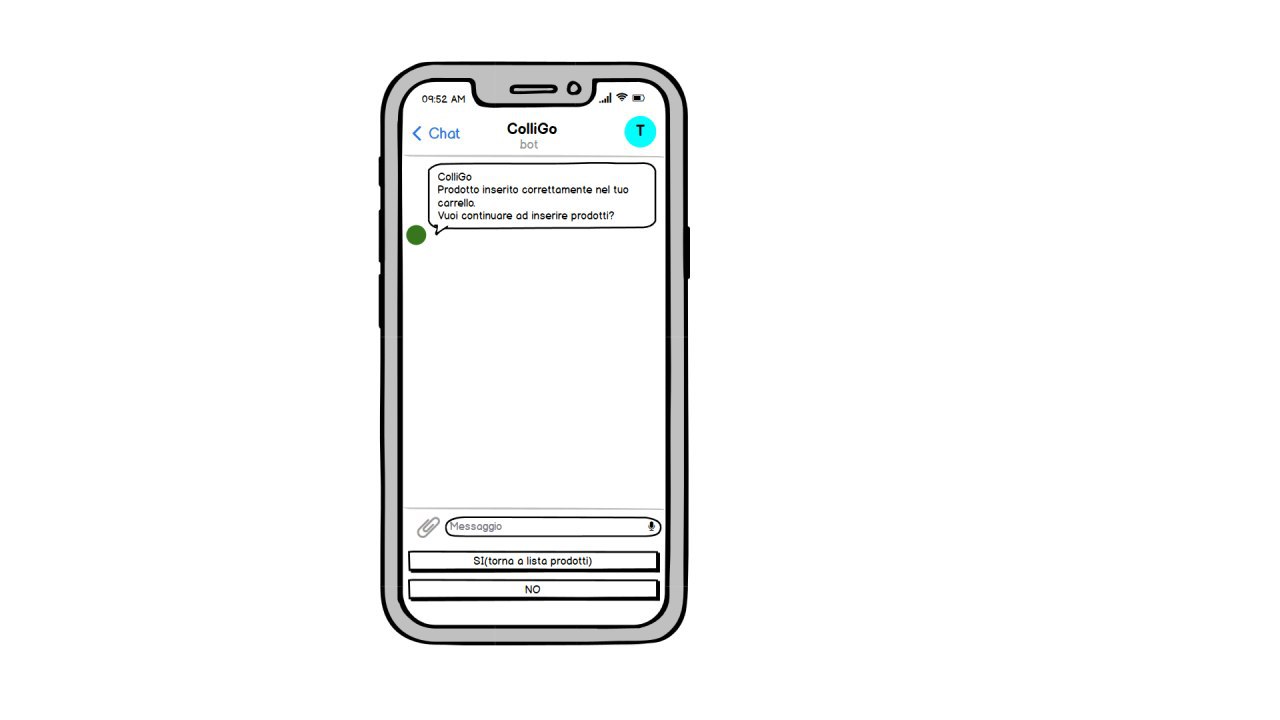 09:52 AM
Chat
ColliGo
bot
T
ColliGo
Prodotto inserito correttamente nel tuo
carrello.
Vuoi continuare ad inserire prodotti?
Messaggio
SI(torna a lista prodotti)
NO